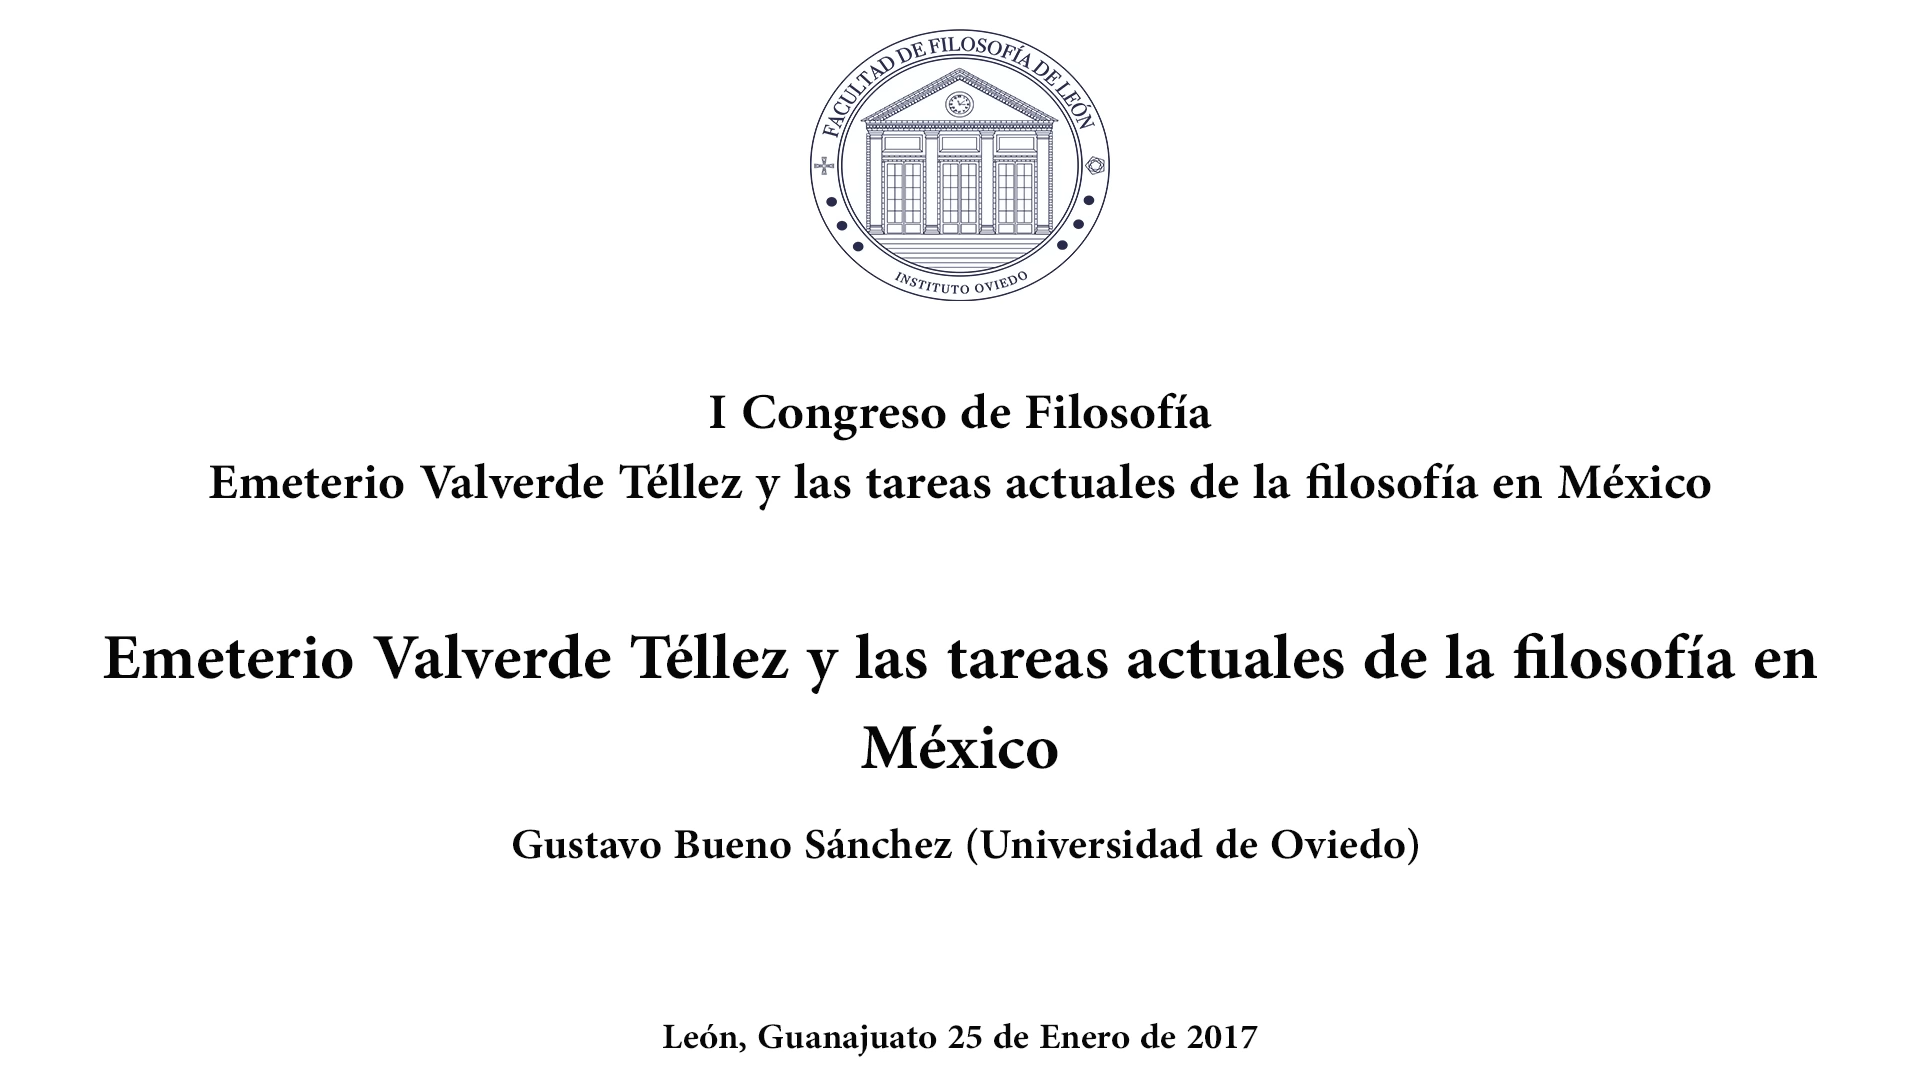 FACULTAD DE FILOSOFÍA DE LEÓN
INSTITUTO OVIEDO
I Congreso de Filosofía
Emeterio Valverde Téllez y las tareas actuales de la filosofía en México
Emeterio Valverde Téllez y las tareas actuales de la filosofía en
México
Gustavo Bueno Sánchez (Universidad de Oviedo)
León, Guanajuato 25 de Enero de 2017